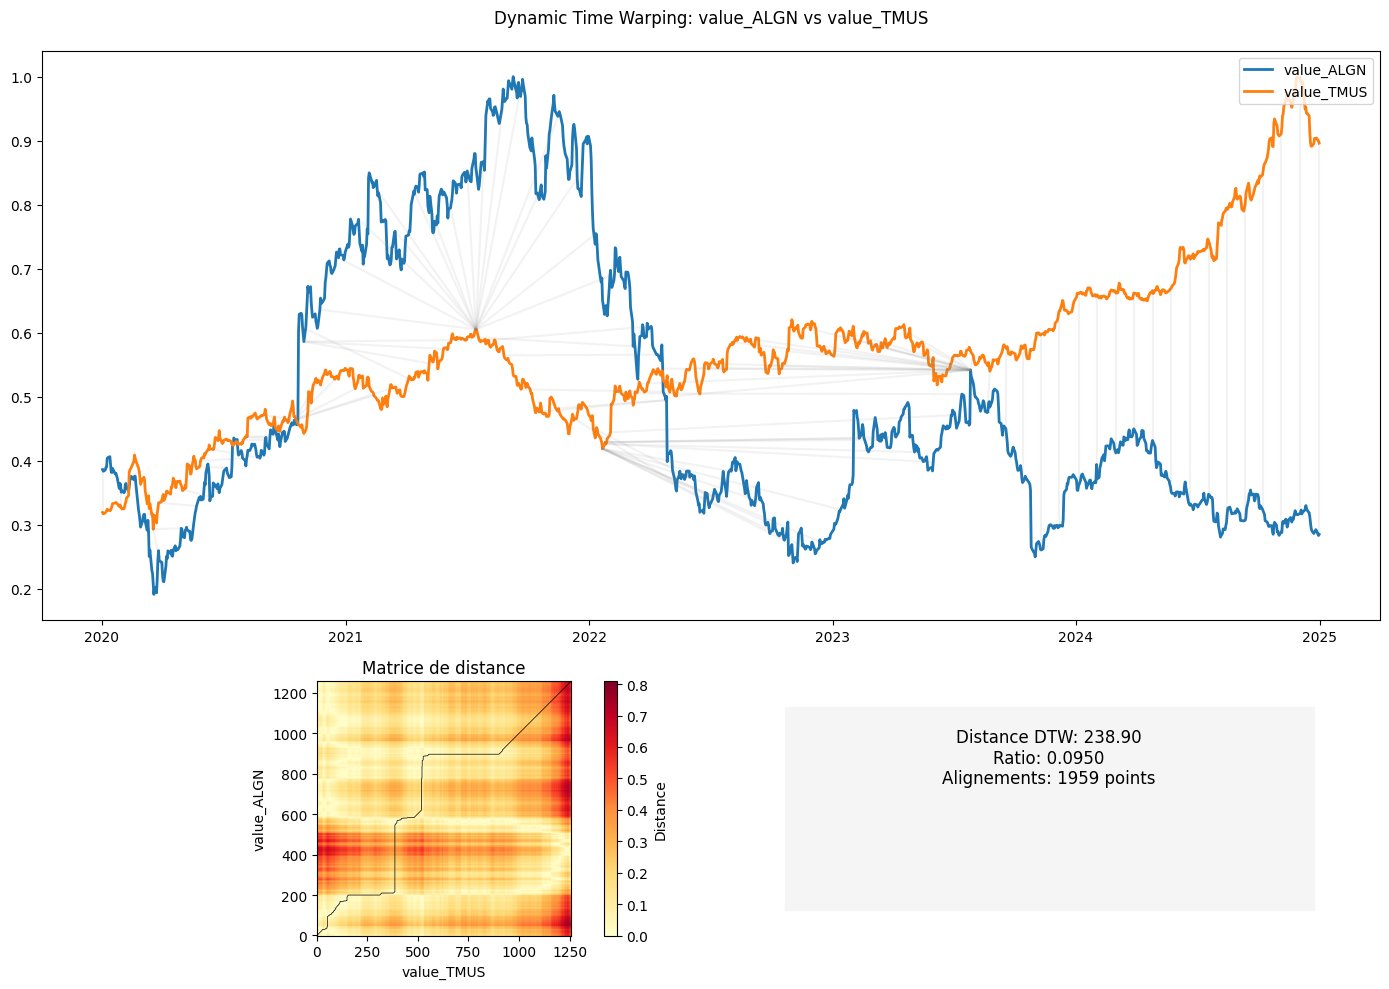 Dynamic Time Warping: value_ALGN vs value_TMUS
value_ALGN
value_TMUS
1.0
0.9
0.8
0.7
0.6
0.5
0.4
0.3
0.2
2020 2021 2022 2023 2024 2025
Matrice de distance
value_ALGN
1200
1000
800
600
400
200
0
0 250 500 750 1000 1250
value_TMUS
0.8
0.7
0.6
0.5
0.4
0.3
0.2
0.1
0.0
Distance
Distance DTW: 238.90
Ratio: 0.0950
Alignements: 1959 points